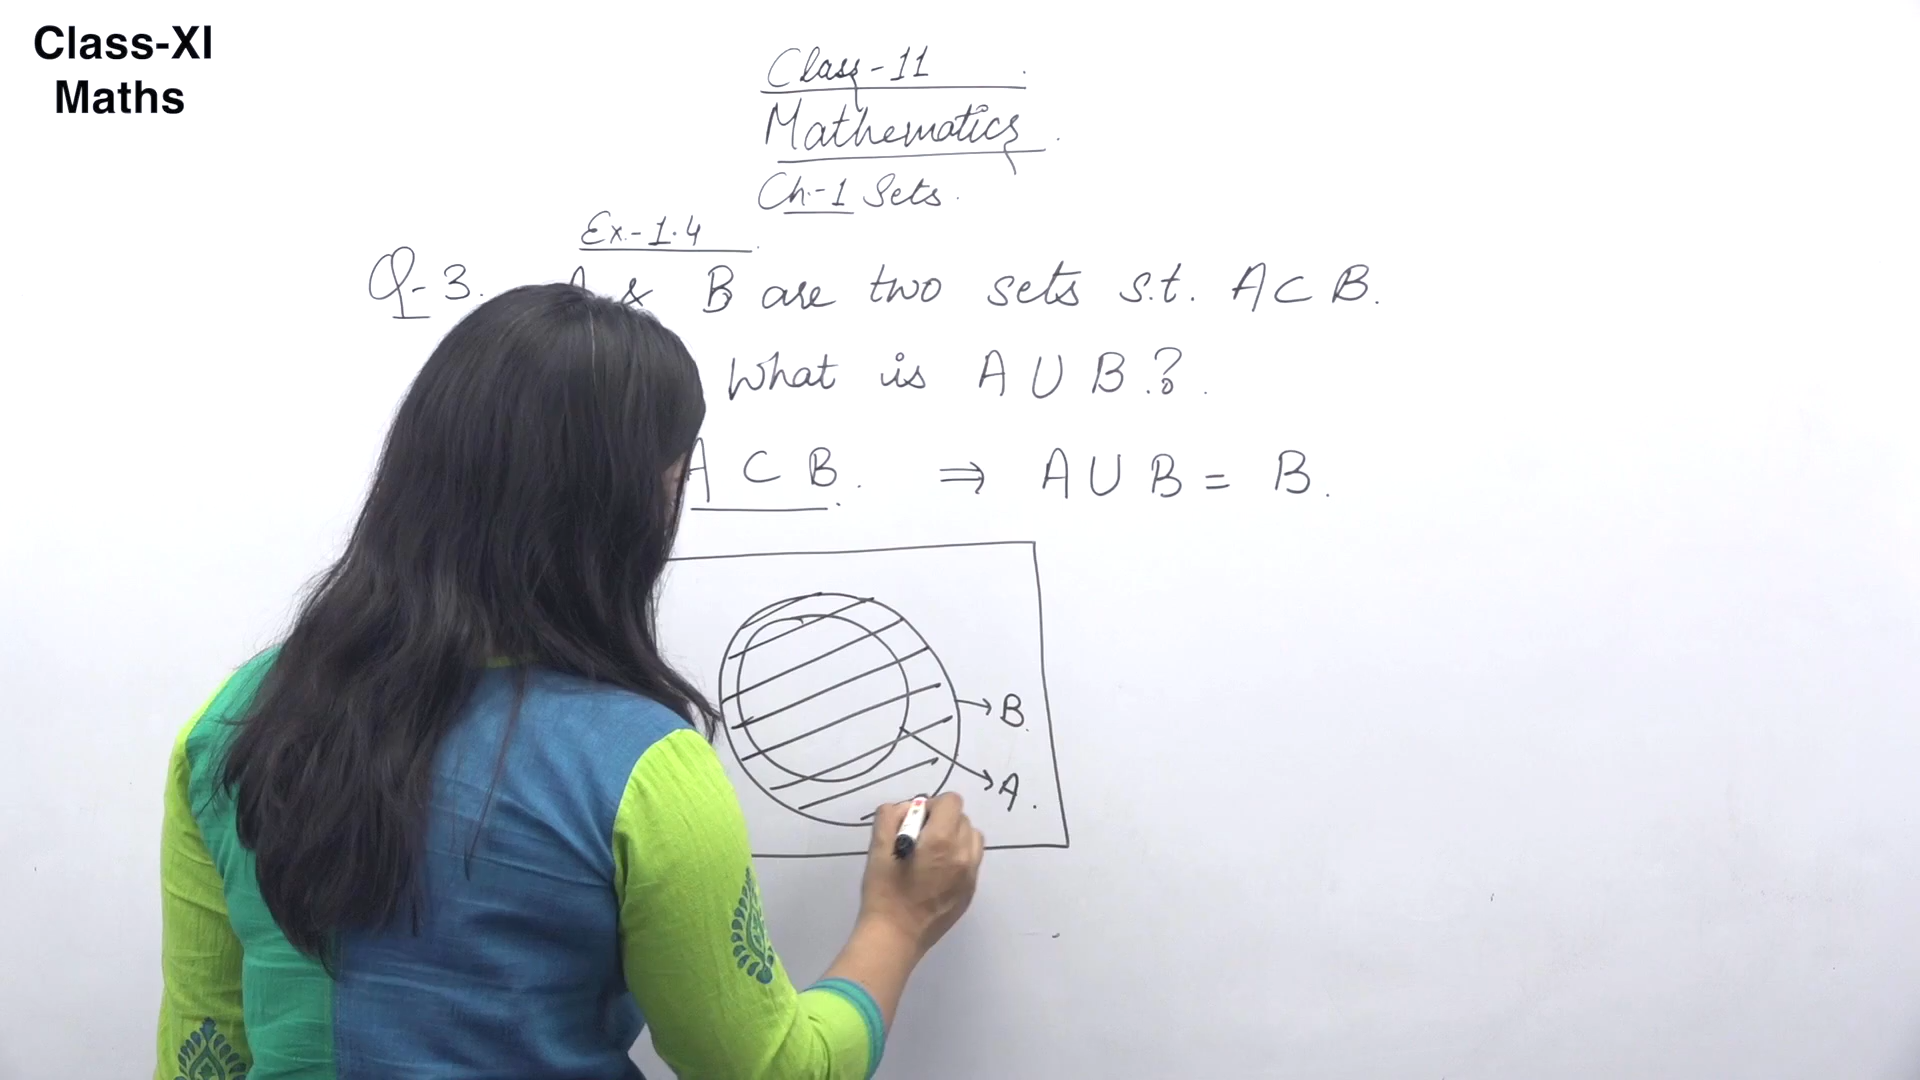 Class-XI
Maths
Class-11
Mathematics
Ch.-1 Sets.
Ex.-1.4
Q-3. A & B are two sets s.t. A ⊂ B.
What is A ∪ B.?
A ⊂ B. ⇒ A ∪ B = B.
B.
A.